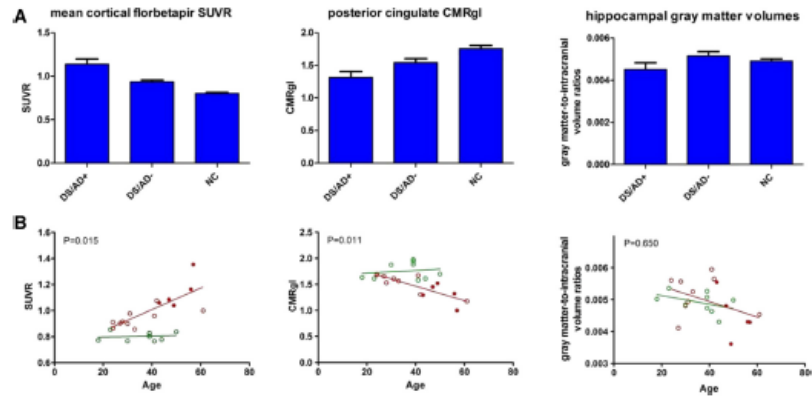 A
mean cortical florbetapir SUVR
posterior cingulate CMRgl
hippocampal gray matter volumes
SUVR
1.5
1.0
0.5
0.0
DS/AD+
DS/AD-
NC
CMRgl
2.0
1.5
1.0
0.5
0.0
DS/AD+
DS/AD-
NC
gray matter-to-intracranial
volume ratios
0.006
0.004
0.002
0.000
DS/AD+
DS/AD-
NC
B
P=0.015
SUVR
1.6
1.4
1.2
1.0
0.8
0.6
0
20
40
60
80
Age
P=0.011
CMRgl
2.5
2.0
1.5
1.0
0.5
0.0
0
20
40
60
80
Age
P=0.650
gray matter-to-intracranial
volume ratios
0.006
0.005
0.004
0.003
0
20
40
60
80
Age